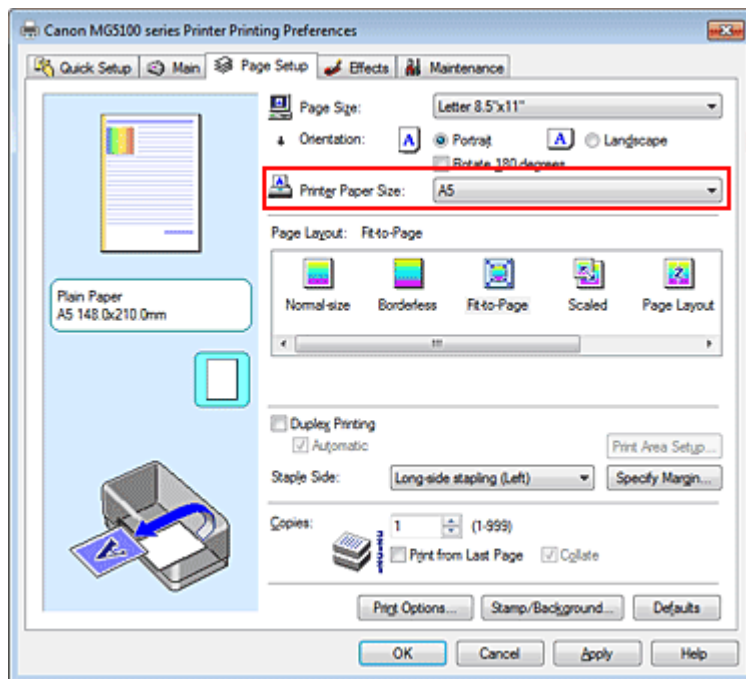 Canon MG5100 series Printer Printing Preferences
Quick Setup Main Page Setup Effects Maintenance
Page Size: Letter 8.5"x11"
Orientation: A Portrait A Landscape
Rotate 180 degrees
Printer Paper Size: A5
Page Layout: Fit-to-Page
Normal-size Borderless Fit-to-Page Scaled Page Layout
Plain Paper
A5 148.0x210.0mm
Duplex Printing
Automatic Print Area Setup...
Staple Side: Long-side stapling (Left) Specify Margin...
Copies: 1 (1-999)
Print from Last Page Collate
Print Options... Stamp/Background... Defaults
OK Cancel Apply Help